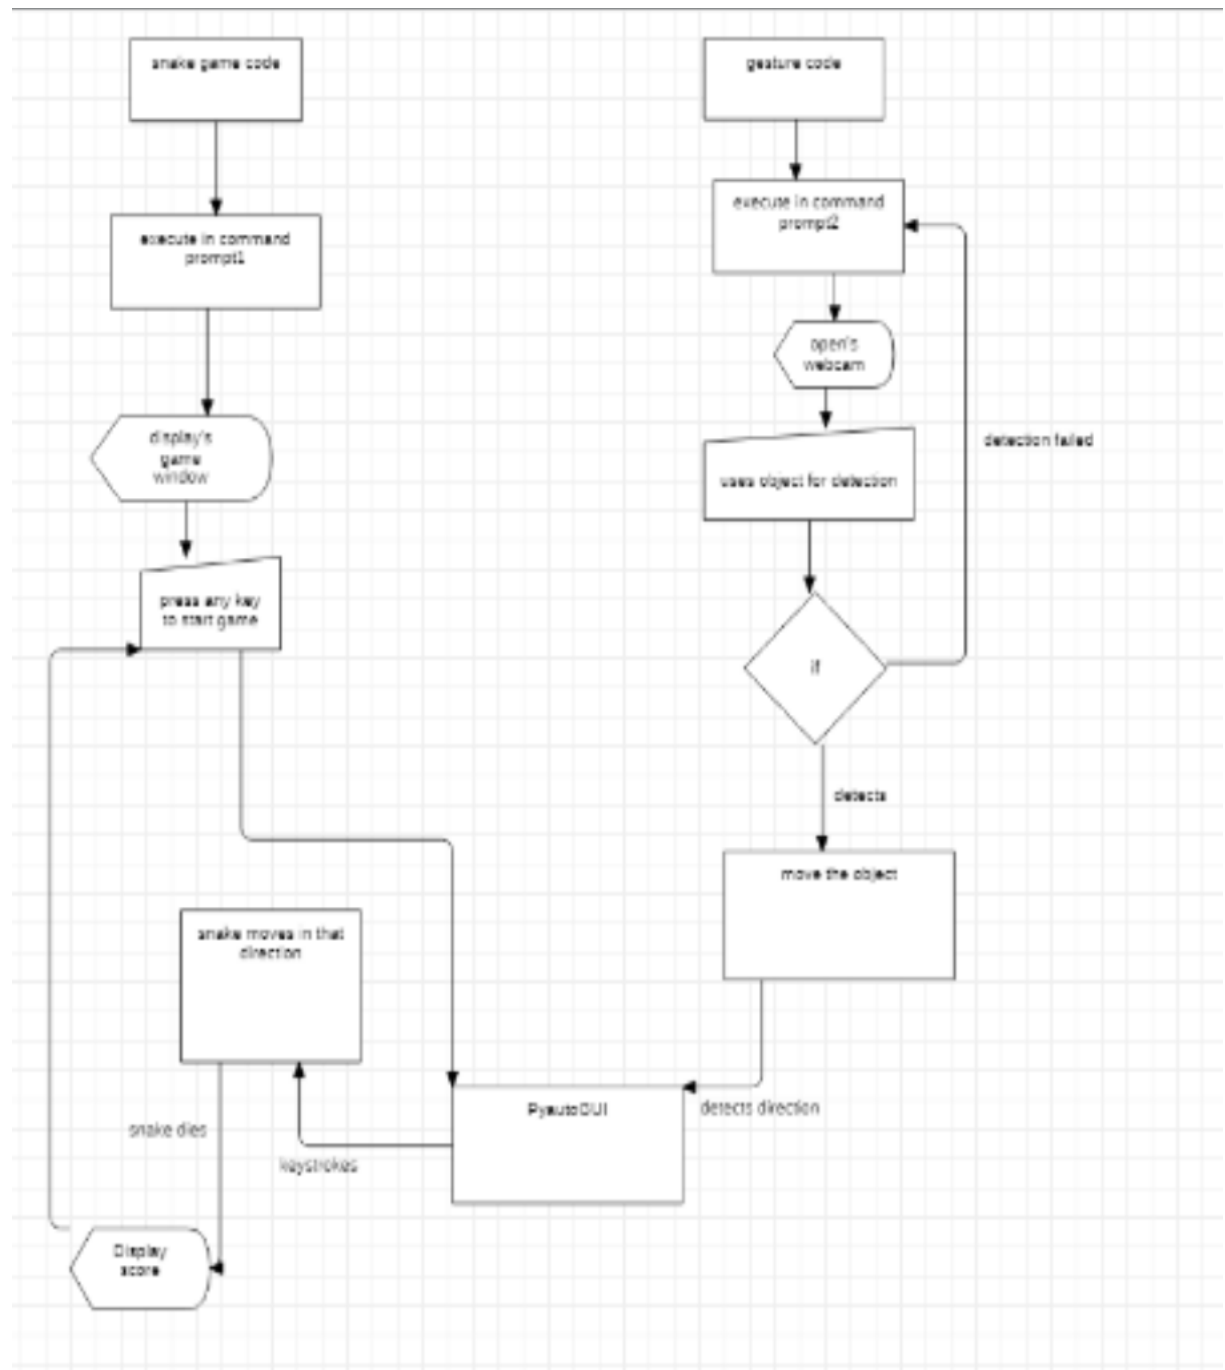 snake game code
execute in command
prompt1
display's
game
window
press any key
to start game
snake moves in that
direction
snake dies
keystrokes
Display
score
PyautoGUI
gesture code
execute in command
prompt2
open's
webcam
uses object for detection
detection failed
if
detects
move the object
detects direction